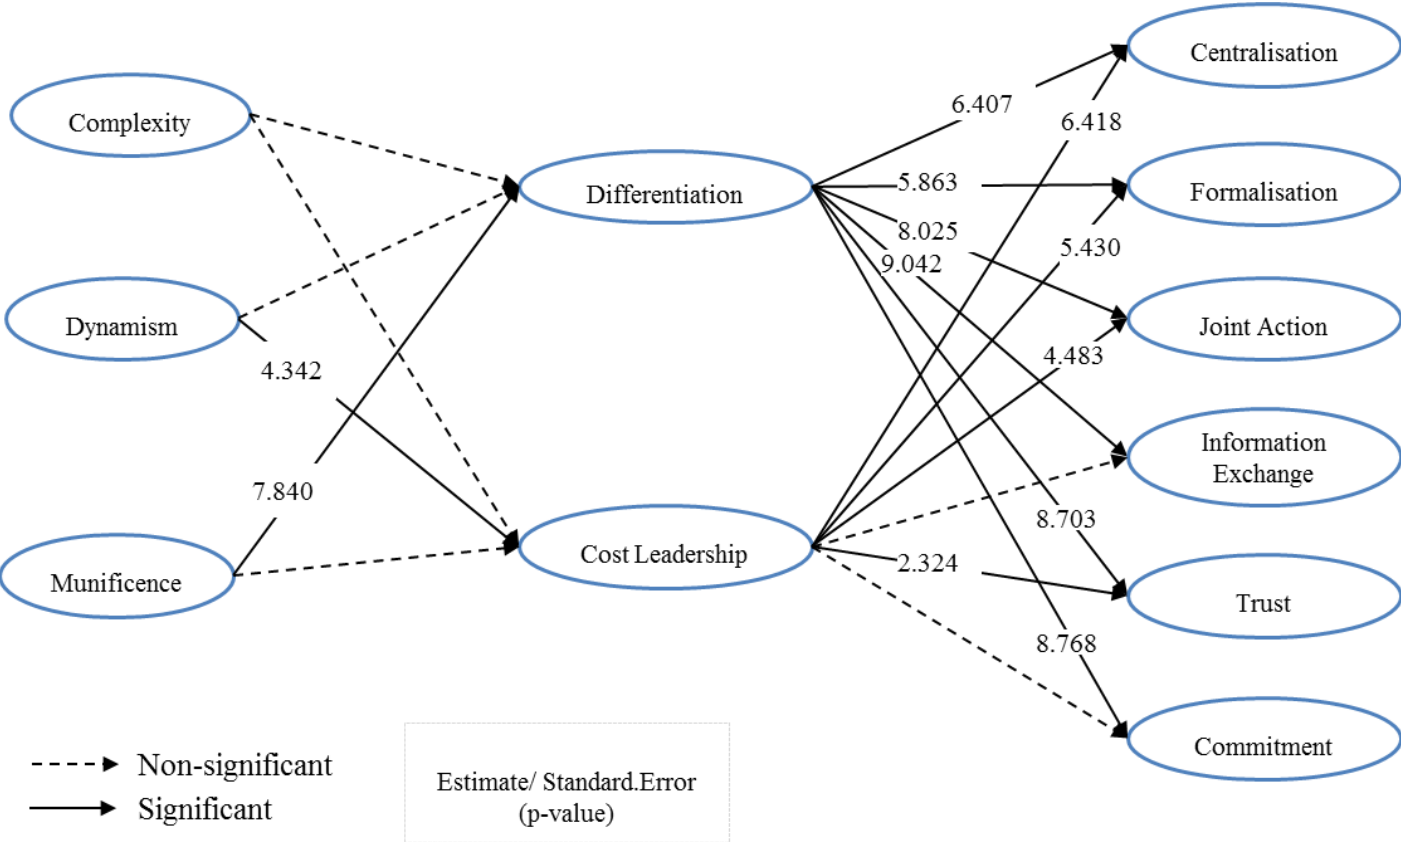 Centralisation
6.407
Complexity
6.418
Differentiation
5.863
Formalisation
8.025
5.430
9.042
Dynamism
Joint Action
4.342
4.483
Information
Exchange
7.840
8.703
Cost Leadership
2.324
Munificence
Trust
8.768
Commitment
Non-significant
Significant
Estimate/ Standard.Error
(p-value)